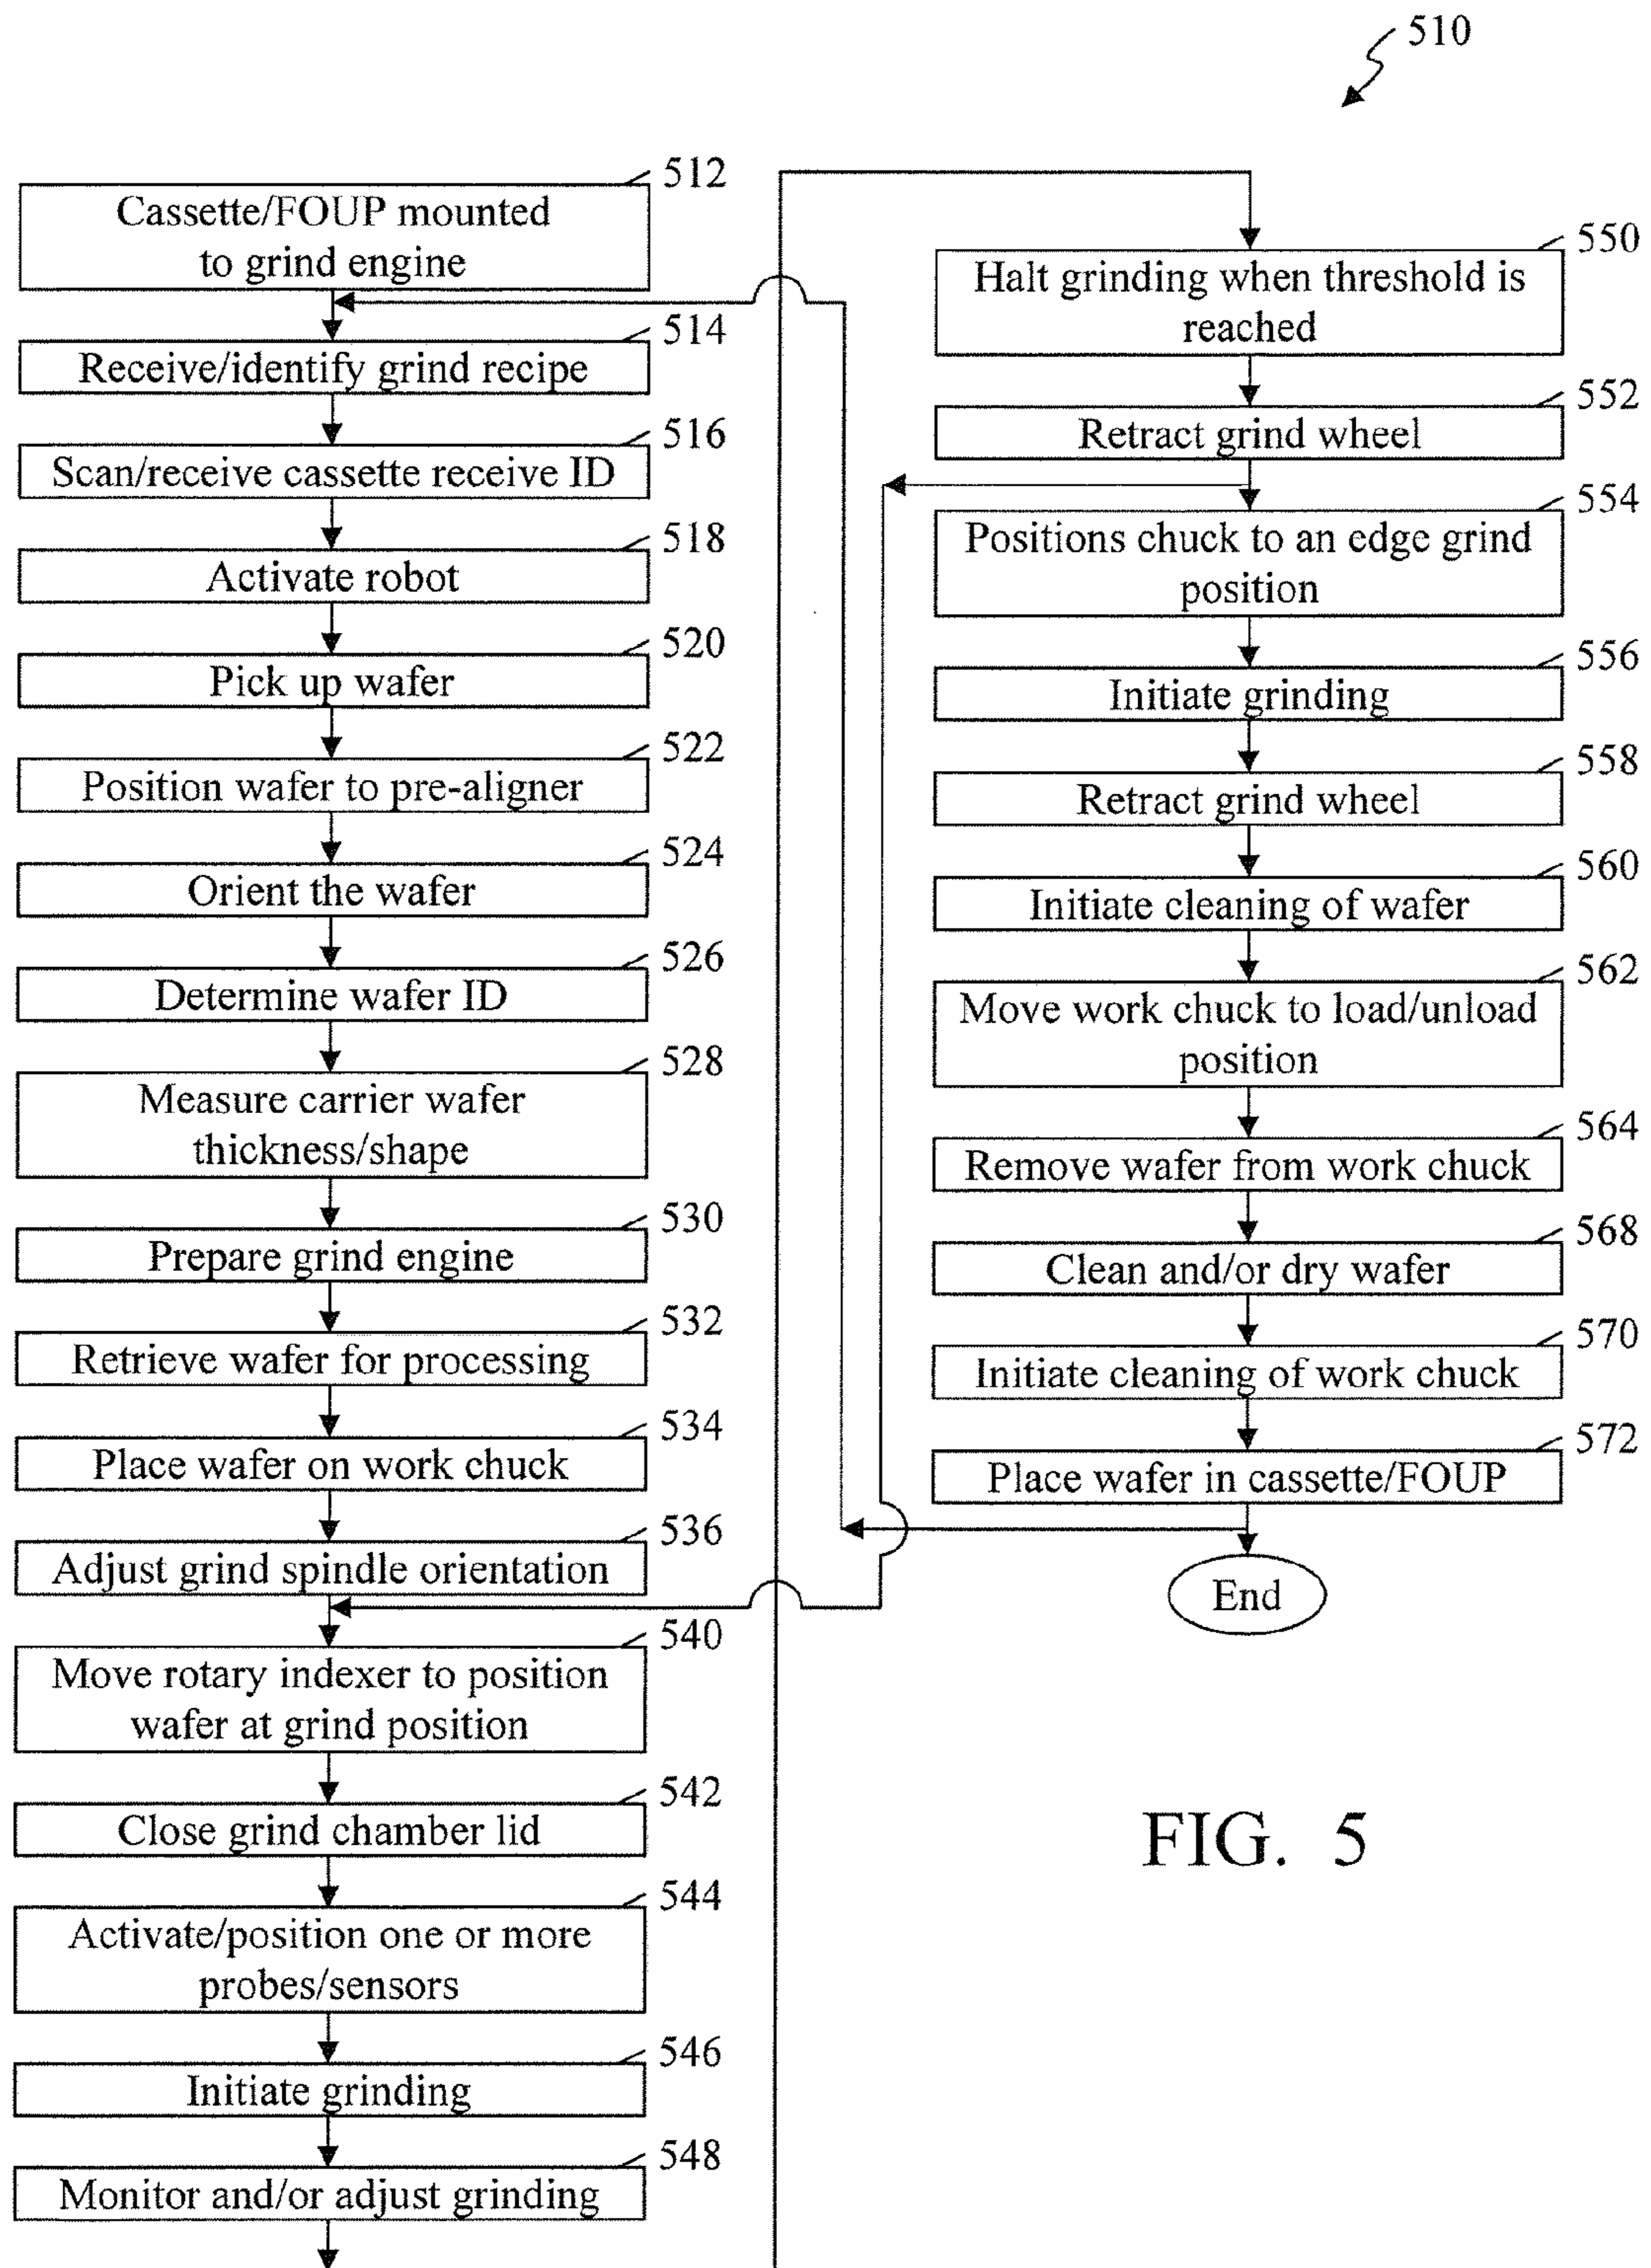 510
512
Cassette/FOUP mounted
to grind engine
514
Receive/identify grind recipe
516
Scan/receive cassette receive ID
518
Activate robot
520
Pick up wafer
522
Position wafer to pre-aligner
524
Orient the wafer
526
Determine wafer ID
528
Measure carrier wafer
thickness/shape
530
Prepare grind engine
532
Retrieve wafer for processing
534
Place wafer on work chuck
536
Adjust grind spindle orientation
540
Move rotary indexer to position
wafer at grind position
542
Close grind chamber lid
544
Activate/position one or more
probes/sensors
546
Initiate grinding
548
Monitor and/or adjust grinding
550
Halt grinding when threshold is
reached
552
Retract grind wheel
554
Positions chuck to an edge grind
position
556
Initiate grinding
558
Retract grind wheel
560
Initiate cleaning of wafer
562
Move work chuck to load/unload
position
564
Remove wafer from work chuck
568
Clean and/or dry wafer
570
Initiate cleaning of work chuck
572
Place wafer in cassette/FOUP
End
FIG. 5